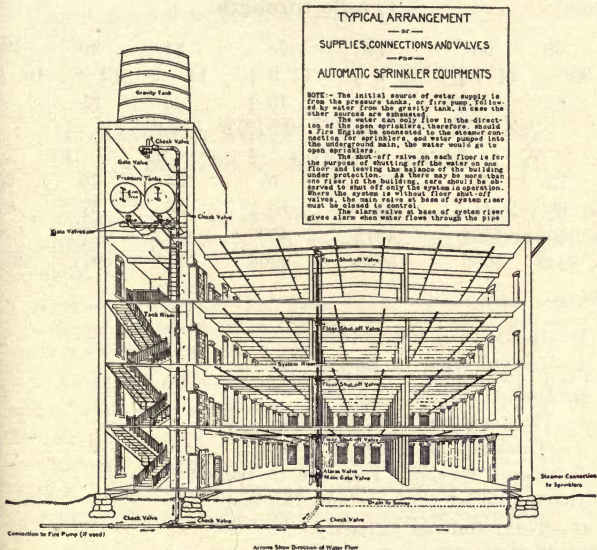 TYPICAL ARRANGEMENT
OF
SUPPLIES, CONNECTIONS AND VALVES
FOR
AUTOMATIC SPRINKLER EQUIPMENTS
NOTE:- The initial source of water supply is
from the pressure tanks, or fire pump, follow-
ed by water from the gravity tank, in case the
other sources are exhausted.
The water can only flow in the direct-
ion of the open sprinklers, therefore, should
a Fire Engine be connected to the steamer con-
nection for sprinklers, and water pumped into
the underground main, the water would go to
open sprinklers.
The shut-off valve on each floor is for
the purpose of shutting off the water on one
floor and leaving the balance of the building
under protection. As there may be more than
one riser in the building, care should be ob-
served to shut off only the system in operation.
Where the system is without floor shut-off
valves, the main valve at base of system riser
must be closed to control.
The alarm valve at base of system riser
gives alarm when water flows through the pipe
Gravity Tank
Check Valve
Gate Valve
Pressure Tanks
Check Valve
Gate Valves
Floor Shut-off Valve
Tank Riser
Floor Shut-off Valve
System Riser
Floor Shut-off Valve
Floor Shut-off Valve
Alarm Valve
Main Gate Valve
Steamer Connection
to Sprinklers
Drain to Sewer
Check Valve
Check Valve
Check Valve
Connection to Fire Pump (if used)
Arrows Show Direction of Water Flow